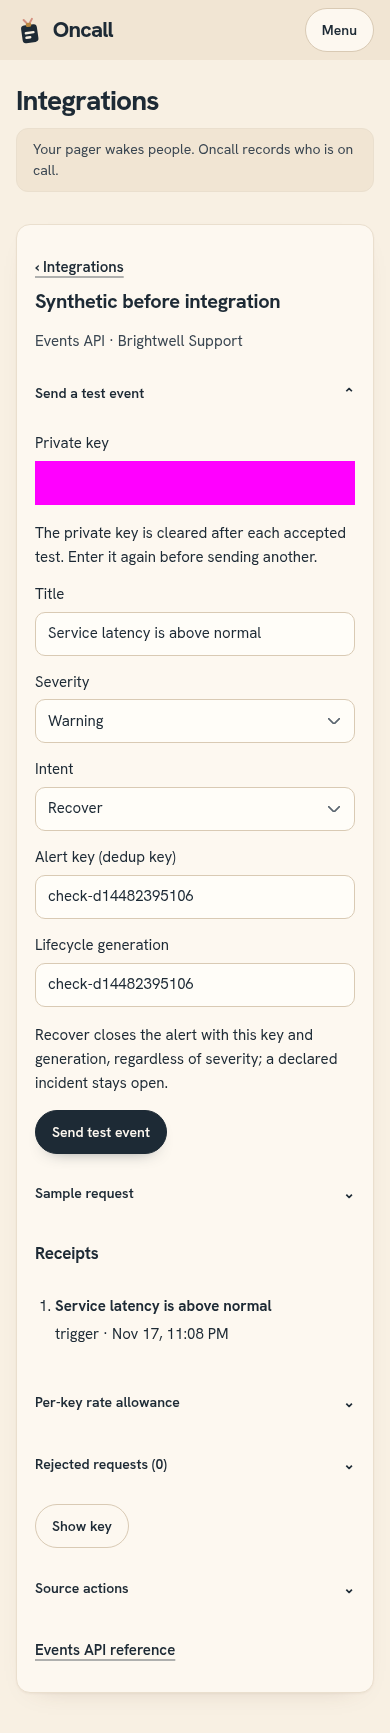 Oncall
Menu
Integrations
Your pager wakes people. Oncall records who is on
call.
‹ Integrations
Synthetic before integration
Events API · Brightwell Support
Send a test event
Private key
The private key is cleared after each accepted
test. Enter it again before sending another.
Title
Service latency is above normal
Severity
Warning
Intent
Recover
Alert key (dedup key)
check-d14482395106
Lifecycle generation
check-d14482395106
Recover closes the alert with this key and
generation, regardless of severity; a declared
incident stays open.
Send test event
Sample request
Receipts
1. Service latency is above normal
trigger · Nov 17, 11:08 PM
Per-key rate allowance
Rejected requests (0)
Show key
Source actions
Events API reference